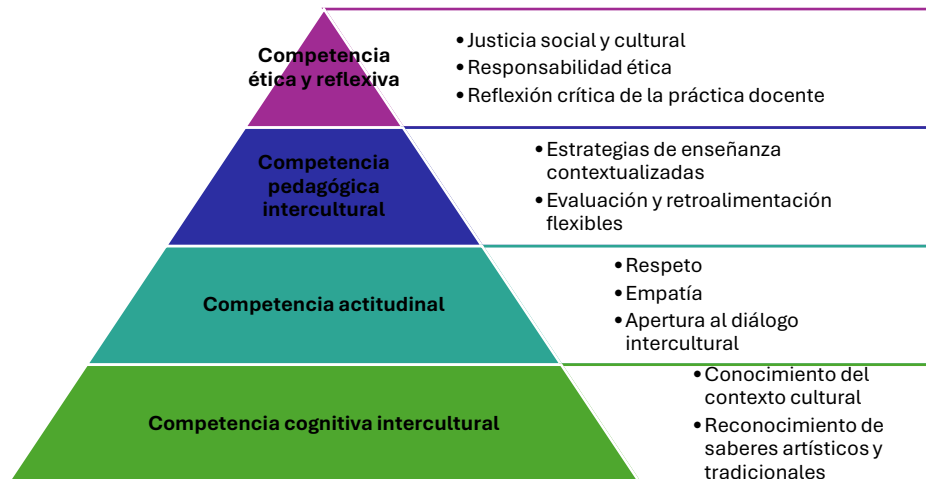 Competencia
ética y reflexiva
• Justicia social y cultural
• Responsabilidad ética
• Reflexión crítica de la práctica docente
Competencia
pedagógica
intercultural
• Estrategias de enseñanza
contextualizadas
• Evaluación y retroalimentación
flexibles
Competencia actitudinal
• Respeto
• Empatía
• Apertura al diálogo
intercultural
Competencia cognitiva intercultural
• Conocimiento del
contexto cultural
• Reconocimiento de
saberes artísticos y
tradicionales